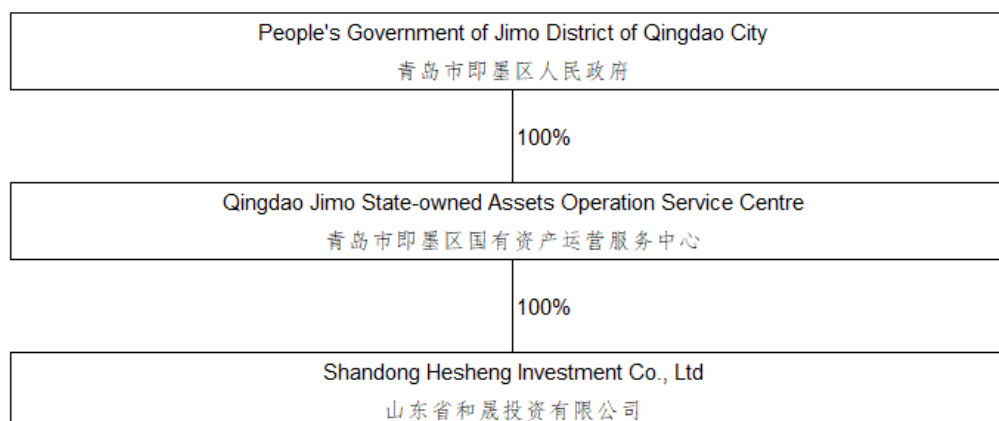 People's Government of Jimo District of Qingdao City
青岛市即墨区人民政府
100%
Qingdao Jimo State-owned Assets Operation Service Centre
青岛市即墨区国有资产运营服务中心
100%
Shandong Hesheng Investment Co., Ltd
山东省和晟投资有限公司